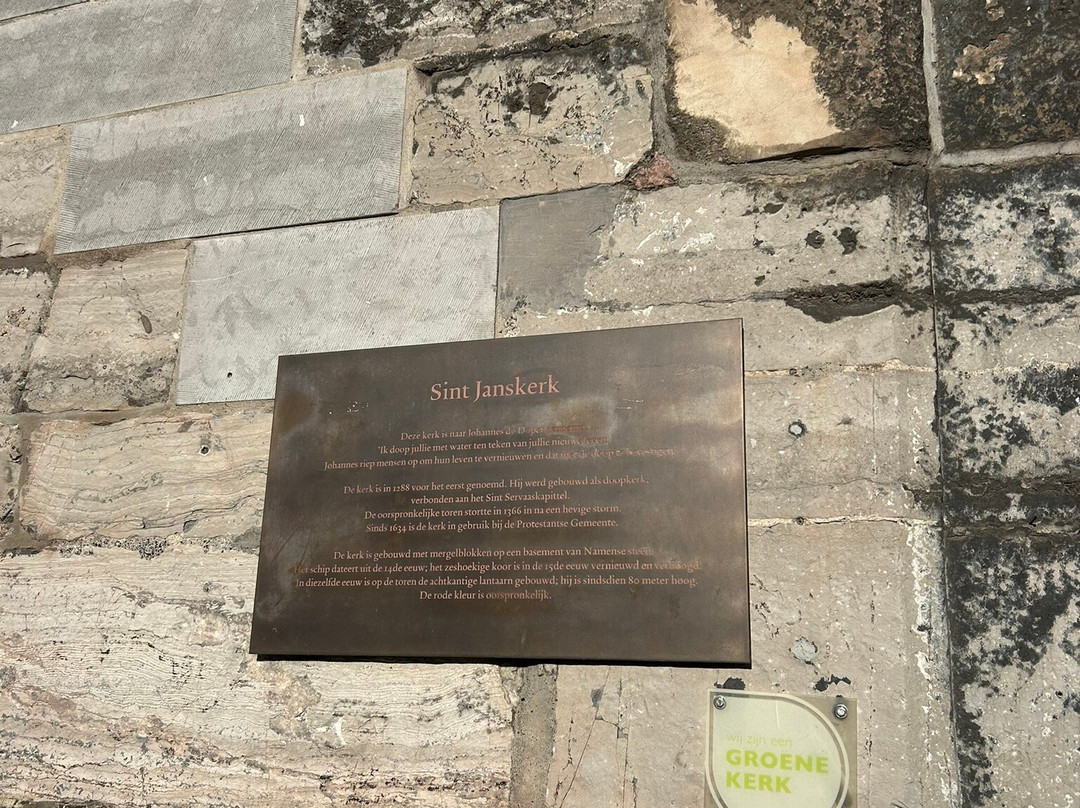 Sint Janskerk
Deze kerk is naar Johannes de Doper
'Ik doop jullie met water ten teken van jullie nieuwe leven'
Johannes riep mensen op om hun leven te vernieuwen en dat
De kerk is in 1288 voor het eerst genoemd. Hij werd gebouwd als doopkerk,
verbonden aan het Sint Servaaskapittel.
De oorspronkelijke toren stortte in 1366 in na een hevige storm.
Sinds 1634 is de kerk in gebruik bij de Protestantse Gemeente.
De kerk is gebouwd met mergelblokken op een basement van Namense steen.
Het schip dateert uit de 14de eeuw; het zeshoekige koor is in de 15de eeuw vernieuwd en verhoogd.
In diezelfde eeuw is op de toren de achtkantige lantaarn gebouwd; hij is sindsdien 80 meter hoog.
De rode kleur is oorspronkelijk.
wij zijn een
GROENE
KERK